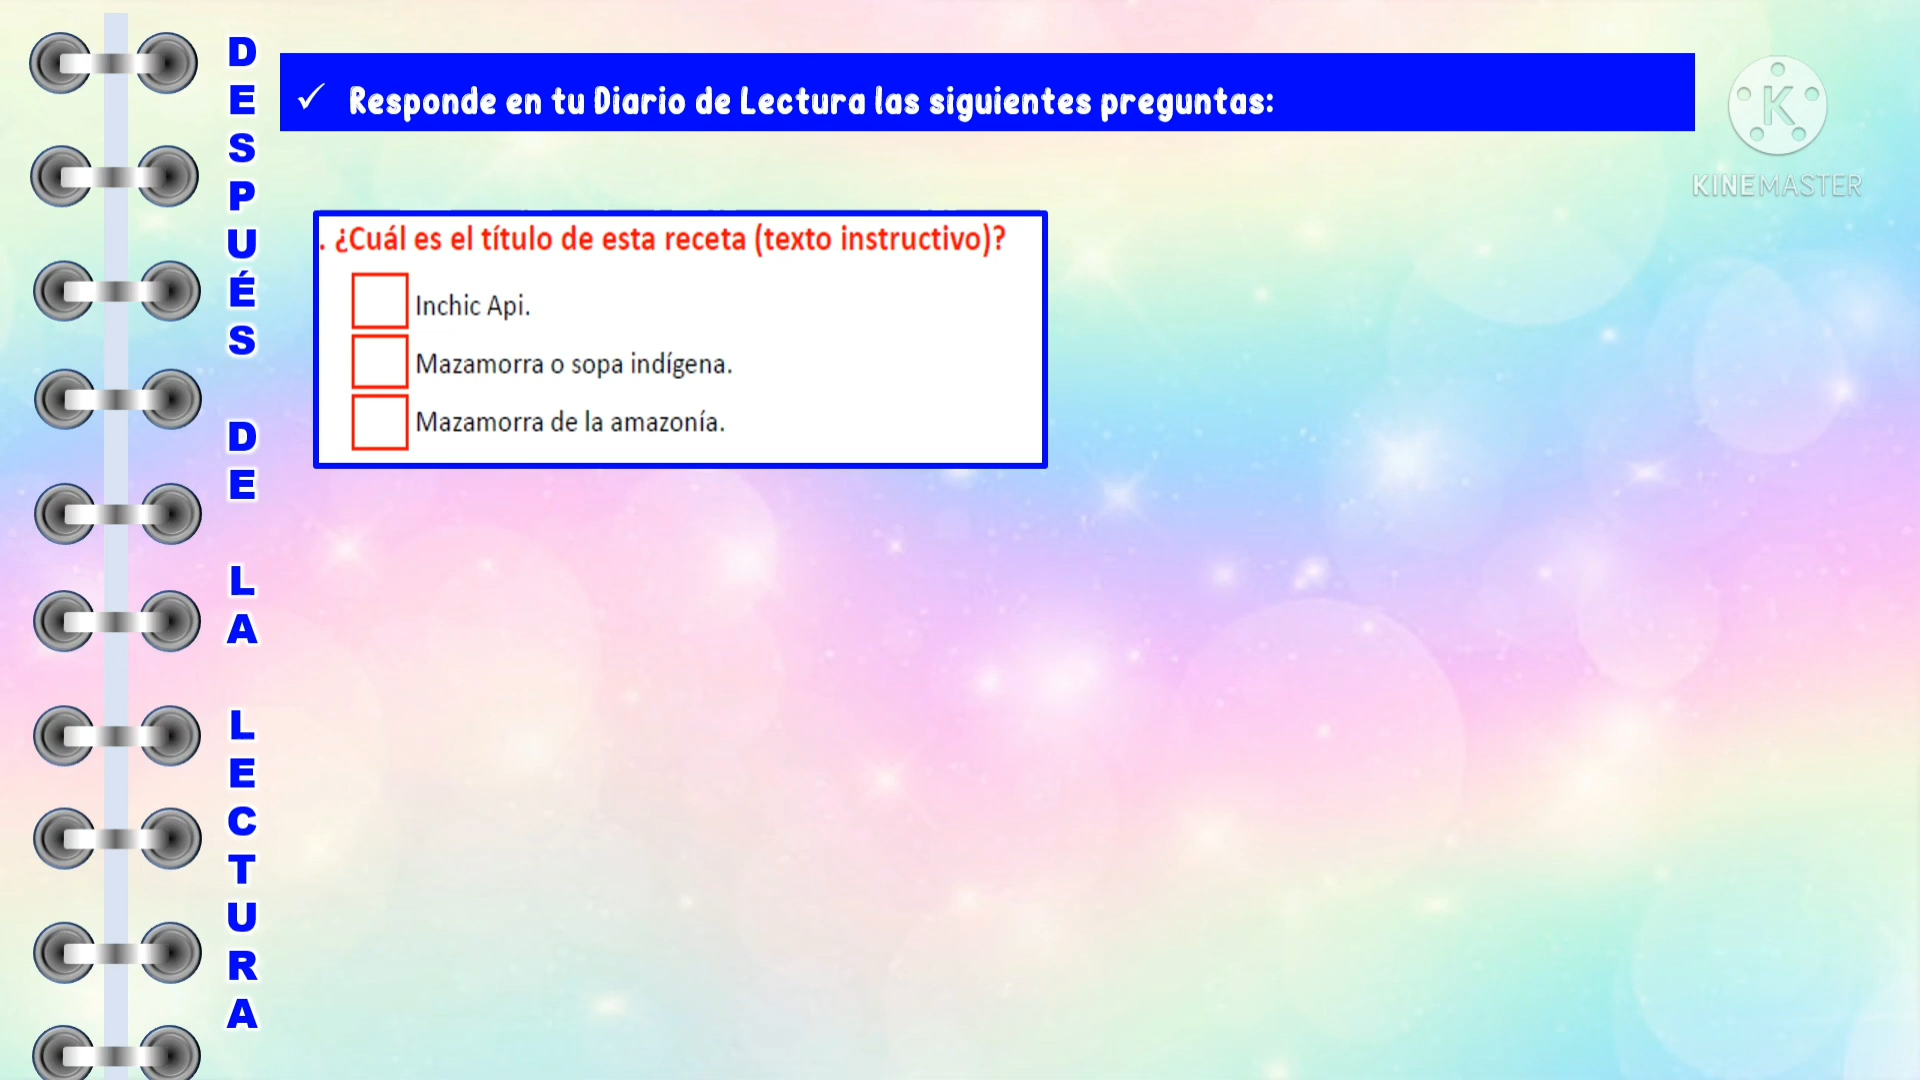 DESPUÉS DE LA LECTURA
✓ Responde en tu Diario de Lectura las siguientes preguntas:
K
KINEMASTER
. ¿Cuál es el título de esta receta (texto instructivo)?
Inchic Api.
Mazamorra o sopa indígena.
Mazamorra de la amazonía.